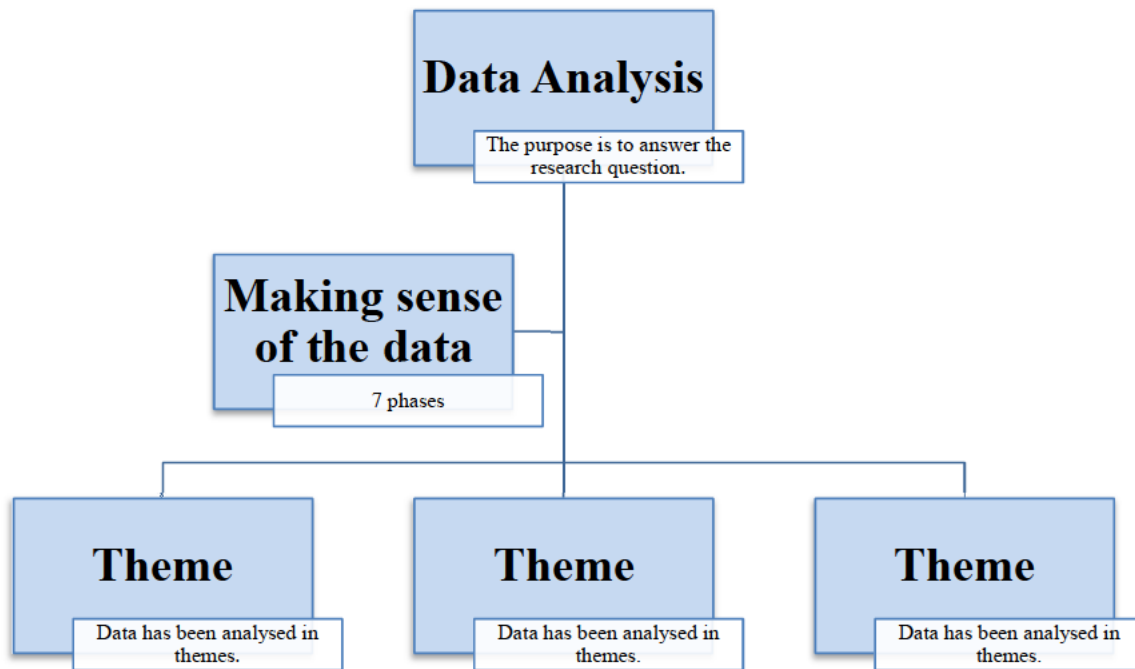 Data Analysis
The purpose is to answer the
research question.
Making sense
of the data
7 phases
Theme
Data has been analysed in
themes.
Theme
Data has been analysed in
themes.
Theme
Data has been analysed in
themes.